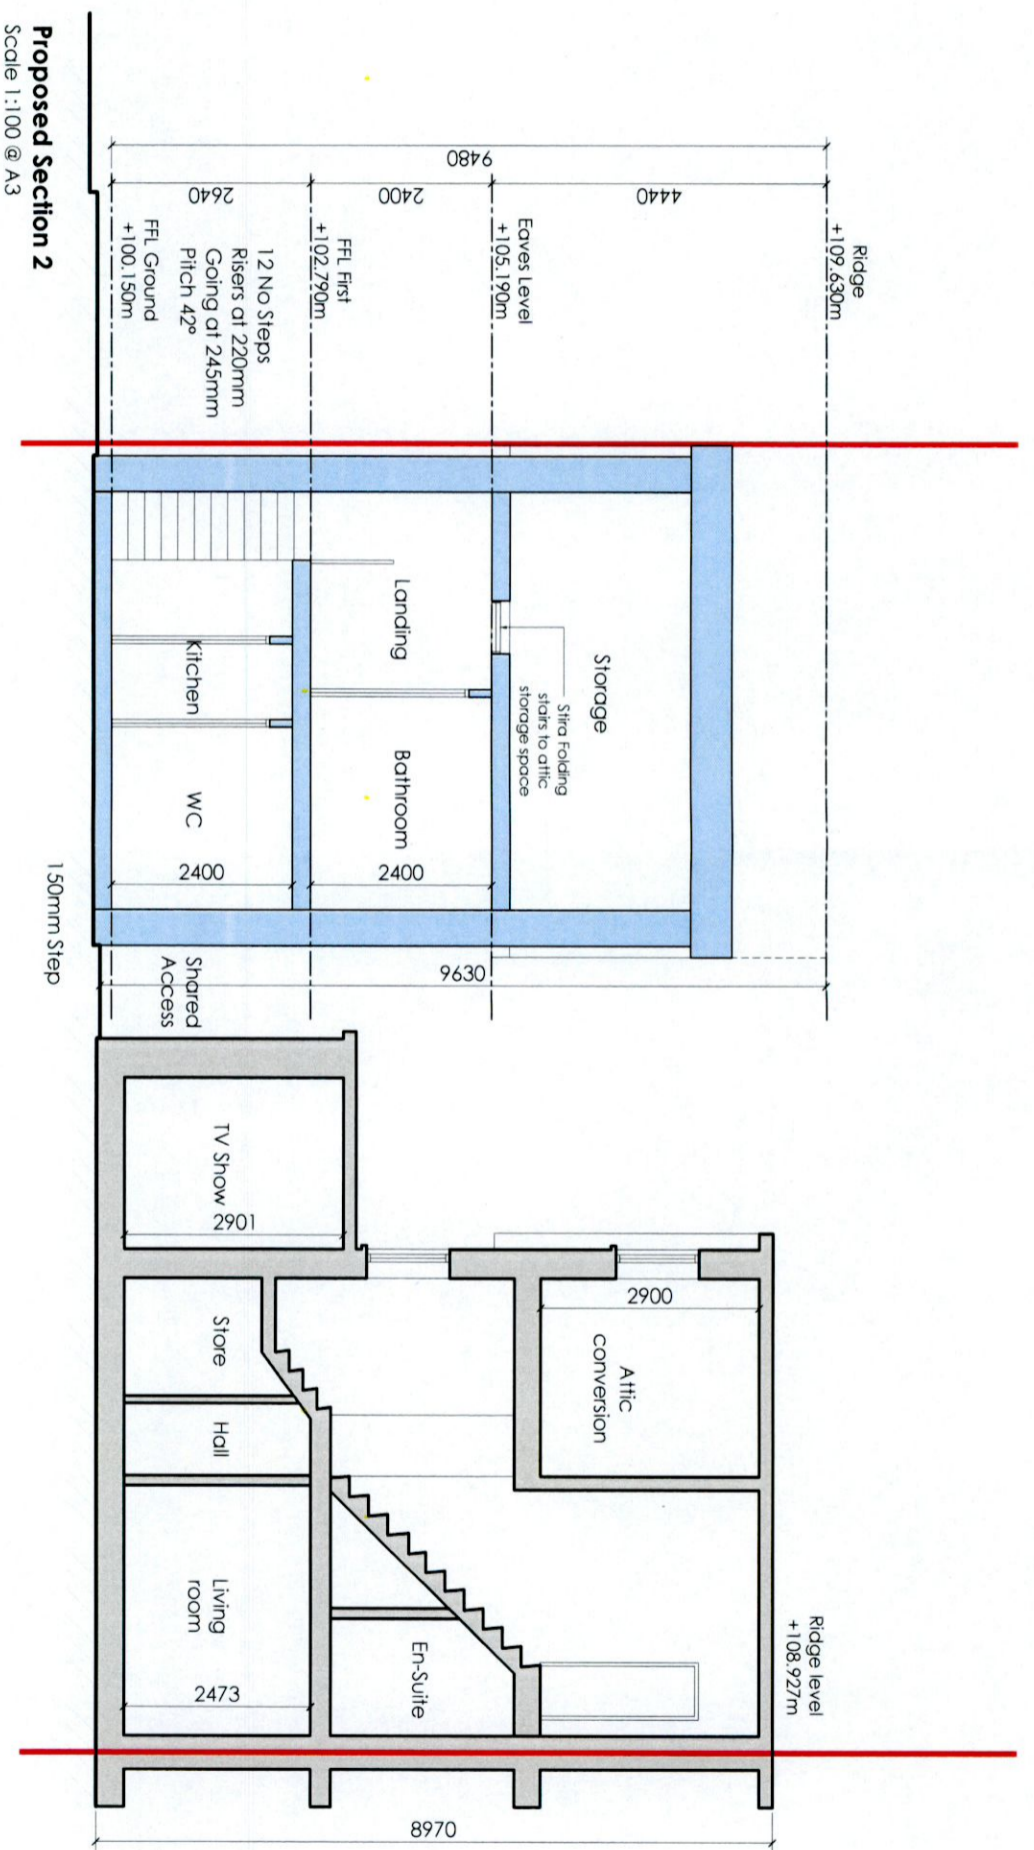 Ridge
+109.630m
Eaves Level
+105.190m
FFL First
+102.790m
12 No Steps
Risers at 220mm
Going at 245mm
Pitch 42°
FFL Ground
+100.150m
9480
4440
2400
2640
Storage
Stira Folding
stairs to attic
storage space
Landing
Bathroom
2400
Kitchen
WC
2400
9630
Shared
Access
150mm Step
TV Show
2901
Store
Hall
Living
room
2473
En-Suite
Attic
conversion
2900
Ridge level
+108.927m
8970
Proposed Section 2
Scale 1:100 @ A3